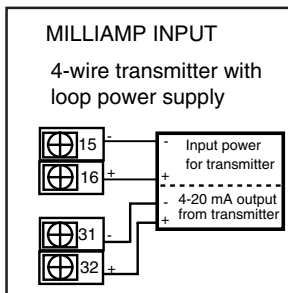 MILLIAMP INPUT
4-wire transmitter with
loop power supply
15 - - Input power
for transmitter
16 + +
- 4-20 mA output
from transmitter
31 - +
32 +